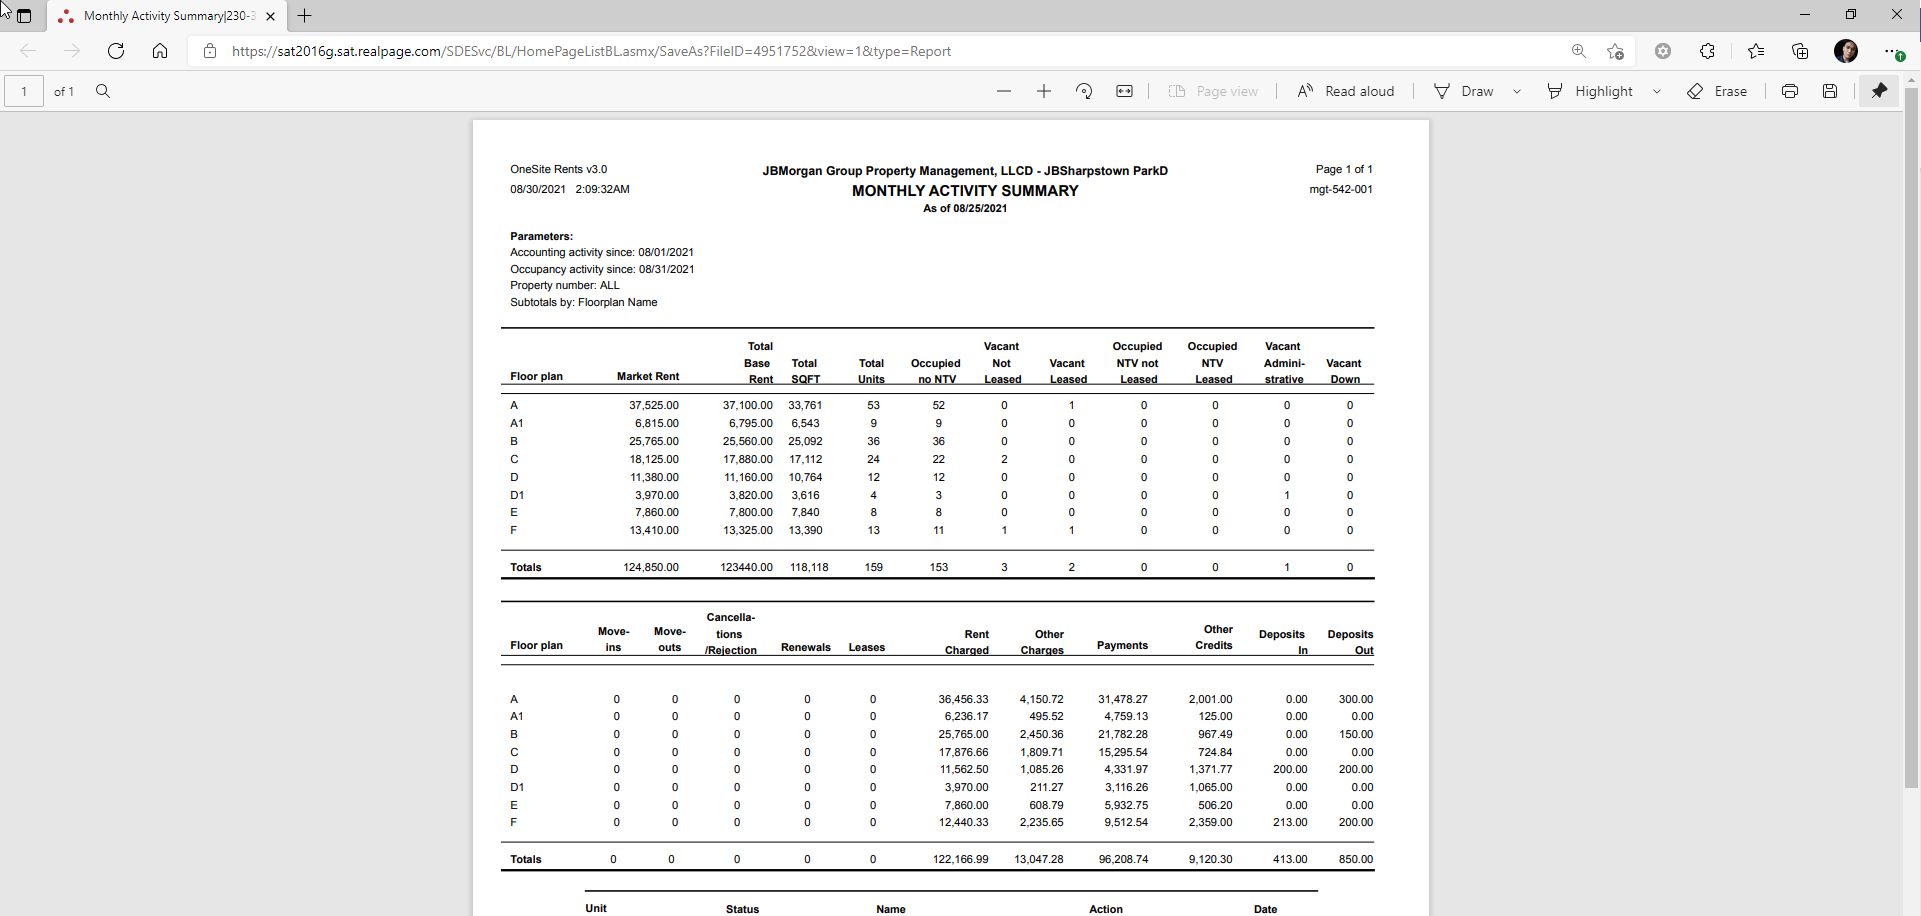 Monthly Activity Summary|230-3
https://sat2016g.sat.realpage.com/SDESvc/BL/HomePageListBL.asmx/SaveAs?FileID=4951752&view=1&type=Report
1 of 1 Page view Read aloud Draw Highlight Erase
OneSite Rents v3.0 JBMorgan Group Property Management, LLCD - JBSharpstown ParkD Page 1 of 1
08/30/2021 2:09:32AM MONTHLY ACTIVITY SUMMARY mgt-542-001
As of 08/25/2021
Parameters:
Accounting activity since: 08/01/2021
Occupancy activity since: 08/31/2021
Property number: ALL
Subtotals by: Floorplan Name
Total Vacant Occupied Occupied Vacant
Base Total Total Occupied Not Vacant NTV not NTV Admini- Vacant
Floor plan Market Rent Rent SQFT Units no NTV Leased Leased Leased Leased strative Down
A 37,525.00 37,100.00 33,761 53 52 0 1 0 0 0 0
A1 6,815.00 6,795.00 6,543 9 9 0 0 0 0 0 0
B 25,765.00 25,560.00 25,092 36 36 0 0 0 0 0 0
C 18,125.00 17,880.00 17,112 24 22 2 0 0 0 0 0
D 11,380.00 11,160.00 10,764 12 12 0 0 0 0 0 0
D1 3,970.00 3,820.00 3,616 4 3 0 0 0 0 1 0
E 7,860.00 7,800.00 7,840 8 8 0 0 0 0 0 0
F 13,410.00 13,325.00 13,390 13 11 1 1 0 0 0 0
Totals 124,850.00 123440.00 118,118 159 153 3 2 0 0 1 0
Cancella-
Move- Move- tions Rent Other Other Deposits Deposits
Floor plan ins outs /Rejection Renewals Leases Charged Charges Payments Credits In Out
A 0 0 0 0 0 36,456.33 4,150.72 31,478.27 2,001.00 0.00 300.00
A1 0 0 0 0 0 6,236.17 495.52 4,759.13 125.00 0.00 0.00
B 0 0 0 0 0 25,765.00 2,450.36 21,782.28 967.49 0.00 150.00
C 0 0 0 0 0 17,876.66 1,809.71 15,295.54 724.84 0.00 0.00
D 0 0 0 0 0 11,562.50 1,085.26 4,331.97 1,371.77 200.00 200.00
D1 0 0 0 0 0 3,970.00 211.27 3,116.26 1,065.00 0.00 0.00
E 0 0 0 0 0 7,860.00 608.79 5,932.75 506.20 0.00 0.00
F 0 0 0 0 0 12,440.33 2,235.65 9,512.54 2,359.00 213.00 200.00
Totals 0 0 0 0 0 122,166.99 13,047.28 96,208.74 9,120.30 413.00 850.00
Unit Status Name Action Date